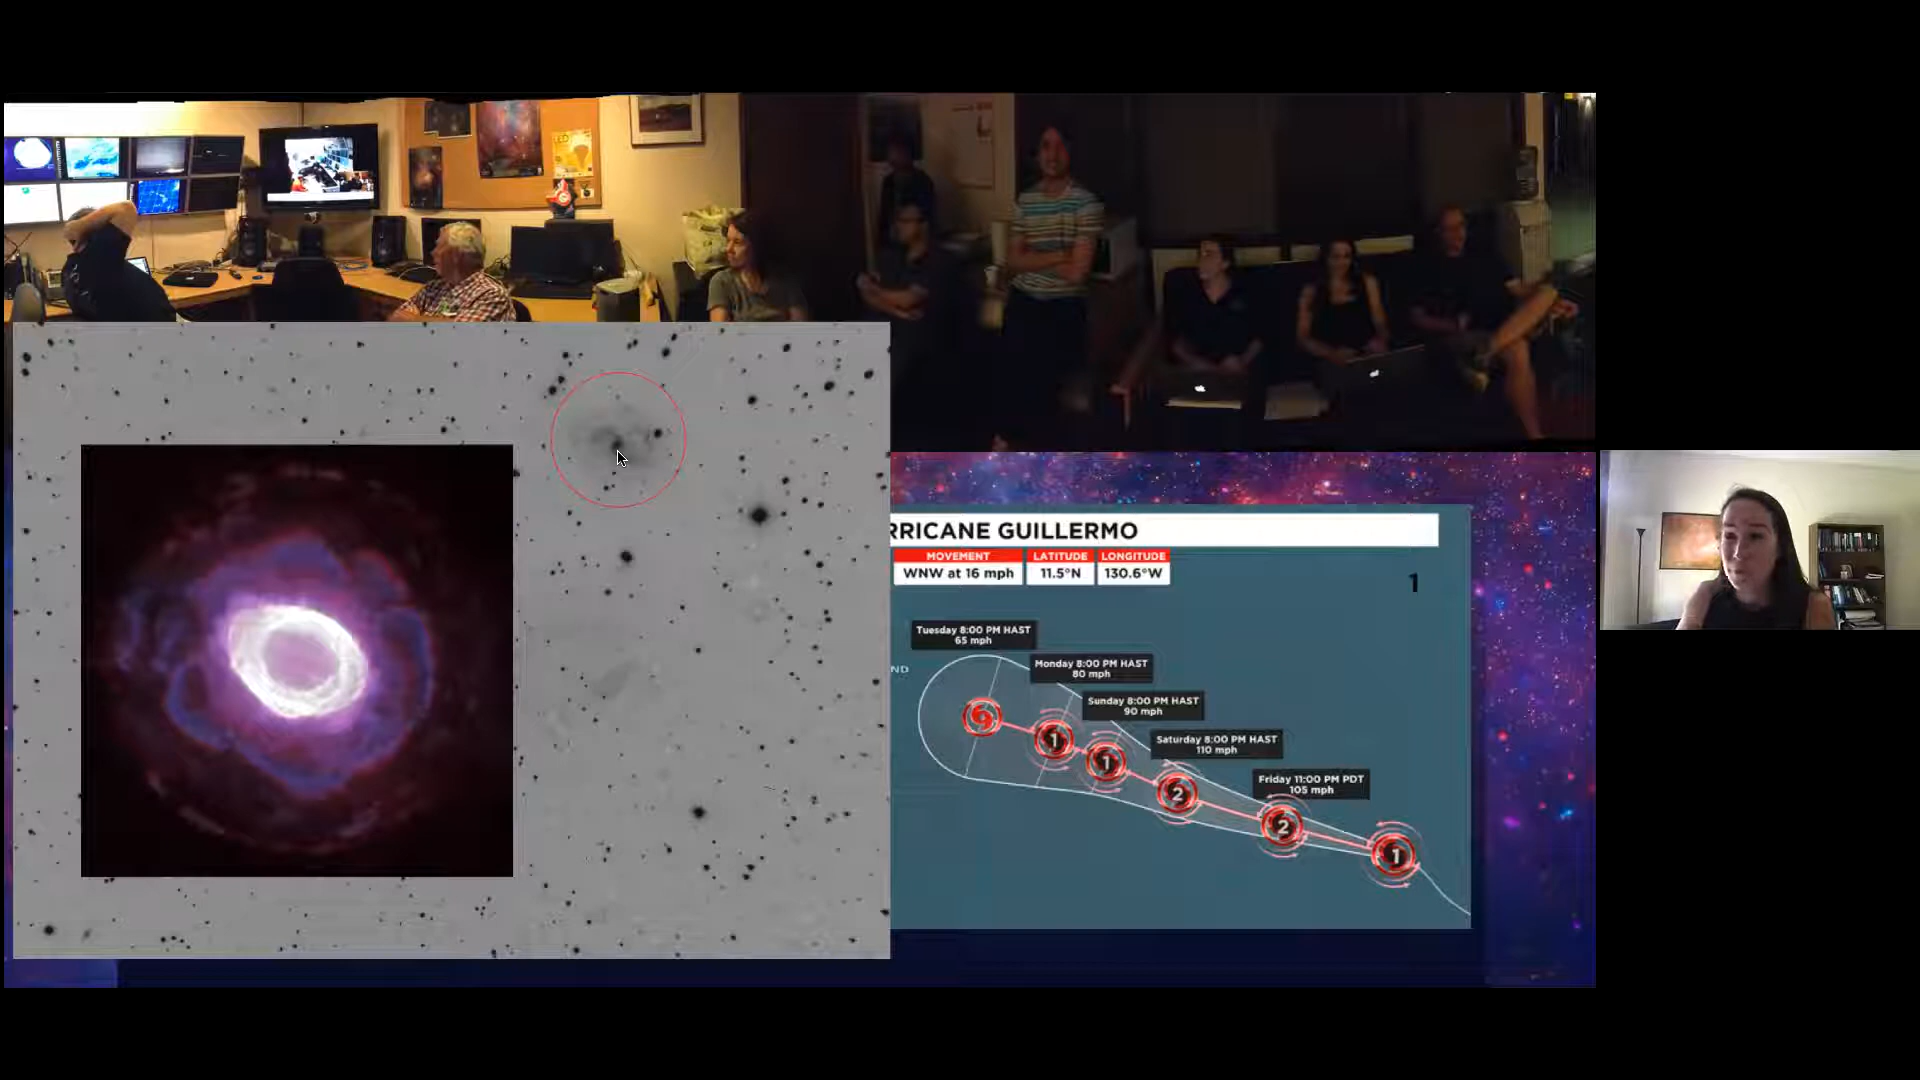 LED
RRICANE GUILLERMO
MOVEMENT LATITUDE LONGITUDE
WNW at 16 mph 11.5°N 130.6°W
1
Tuesday 8:00 PM HAST
65 mph
ND
Monday 8:00 PM HAST
80 mph
Sunday 8:00 PM HAST
90 mph
Saturday 8:00 PM HAST
110 mph
Friday 11:00 PM PDT
105 mph
1
1
2
2
1